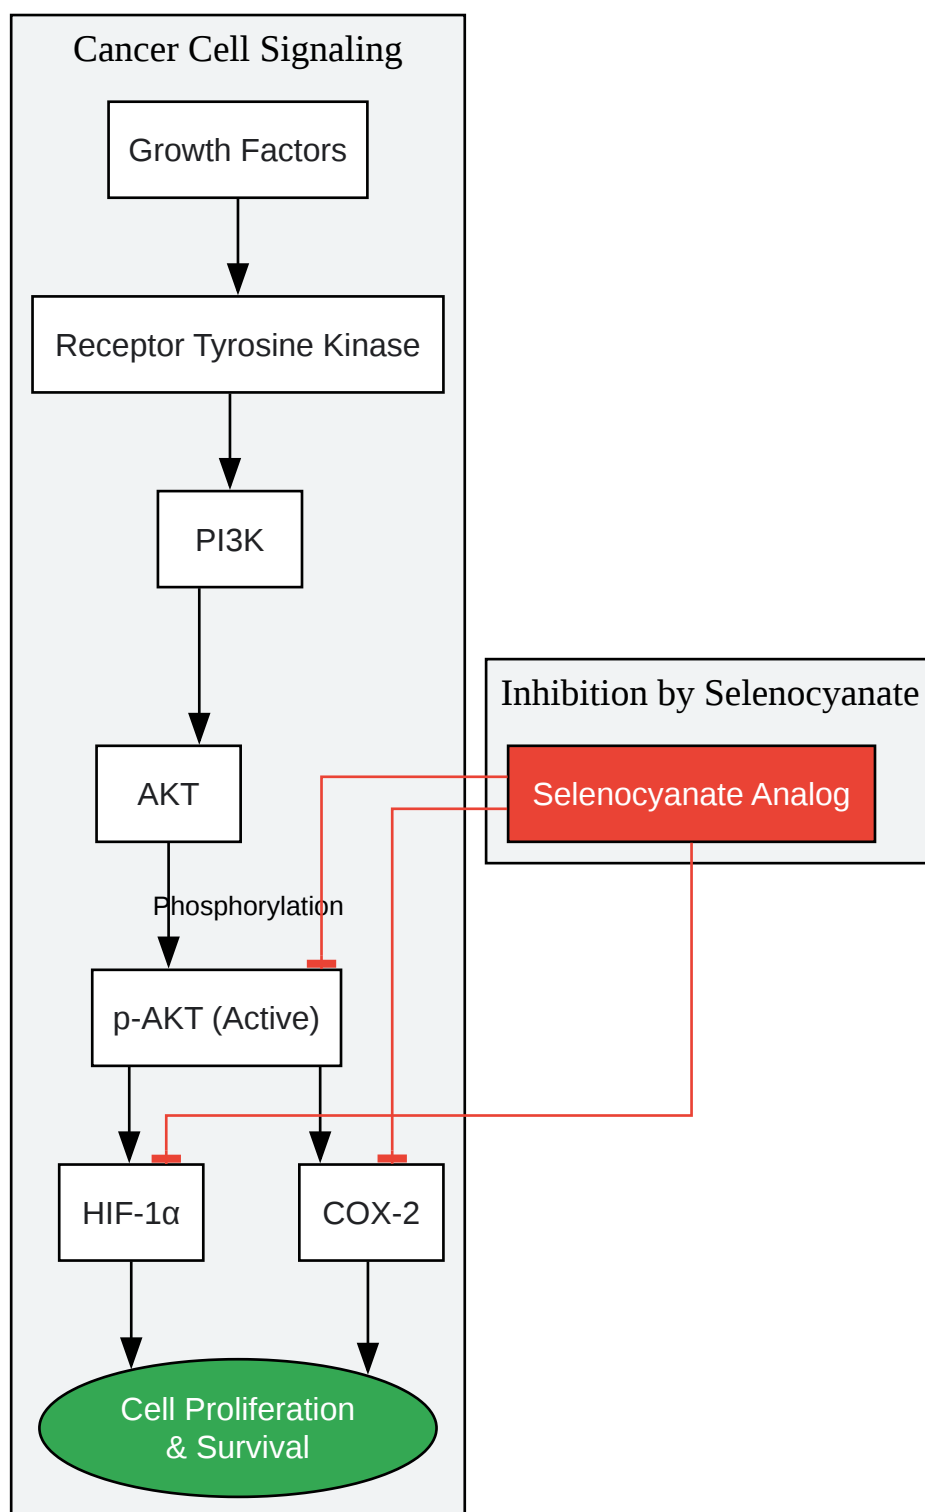 Cancer Cell Signaling
Growth Factors
Receptor Tyrosine Kinase
PI3K
Inhibition by Selenocyanate
AKT
Selenocyanate Analog
Phosphorylation
p-AKT (Active)
HIF-1α
COX-2
Cell Proliferation
& Survival